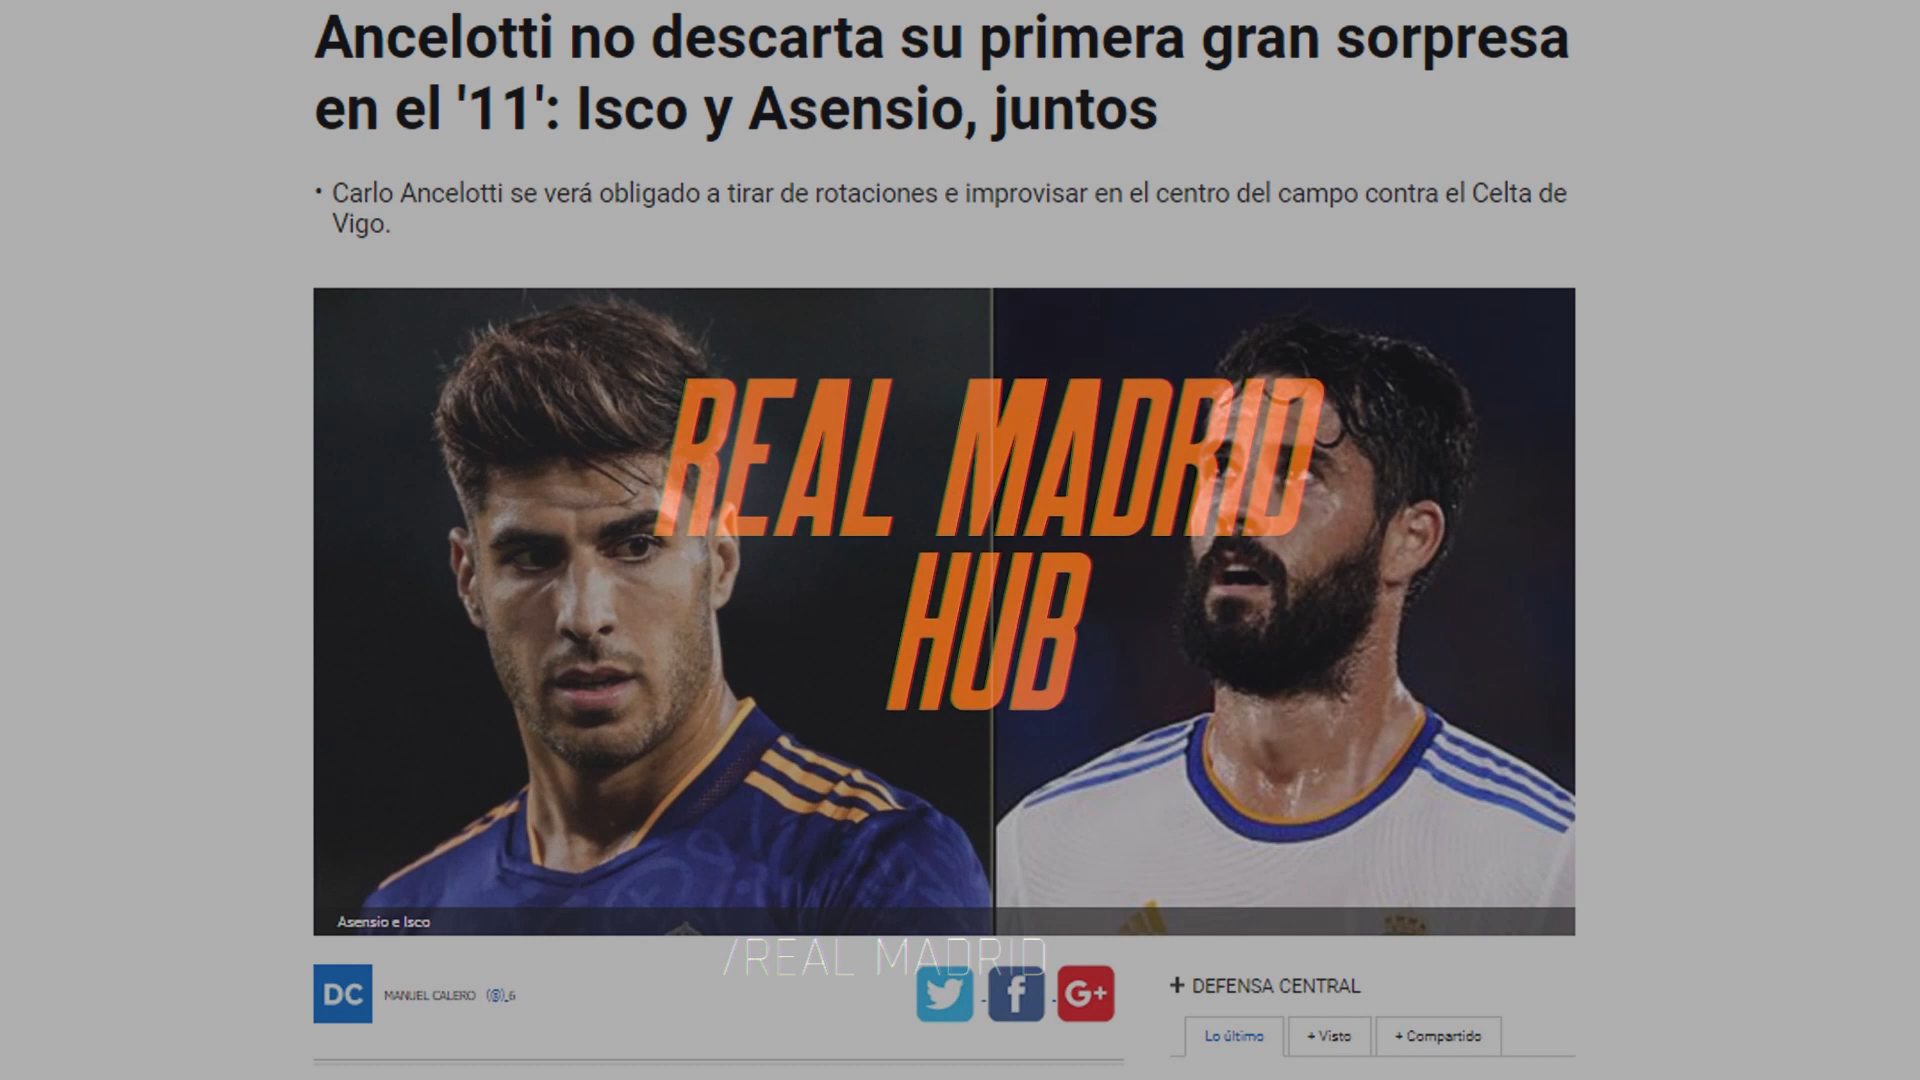 Ancelotti no descarta su primera gran sorpresa
en el '11': Isco y Asensio, juntos
• Carlo Ancelotti se verá obligado a tirar de rotaciones e improvisar en el centro del campo contra el Celta de
Vigo.
REAL MADRID
HUB
Asensio e Isco
/REAL MADRID
DC MANUEL CALERO (@)_6
G+
+ DEFENSA CENTRAL
Lo último + Visto + Compartido